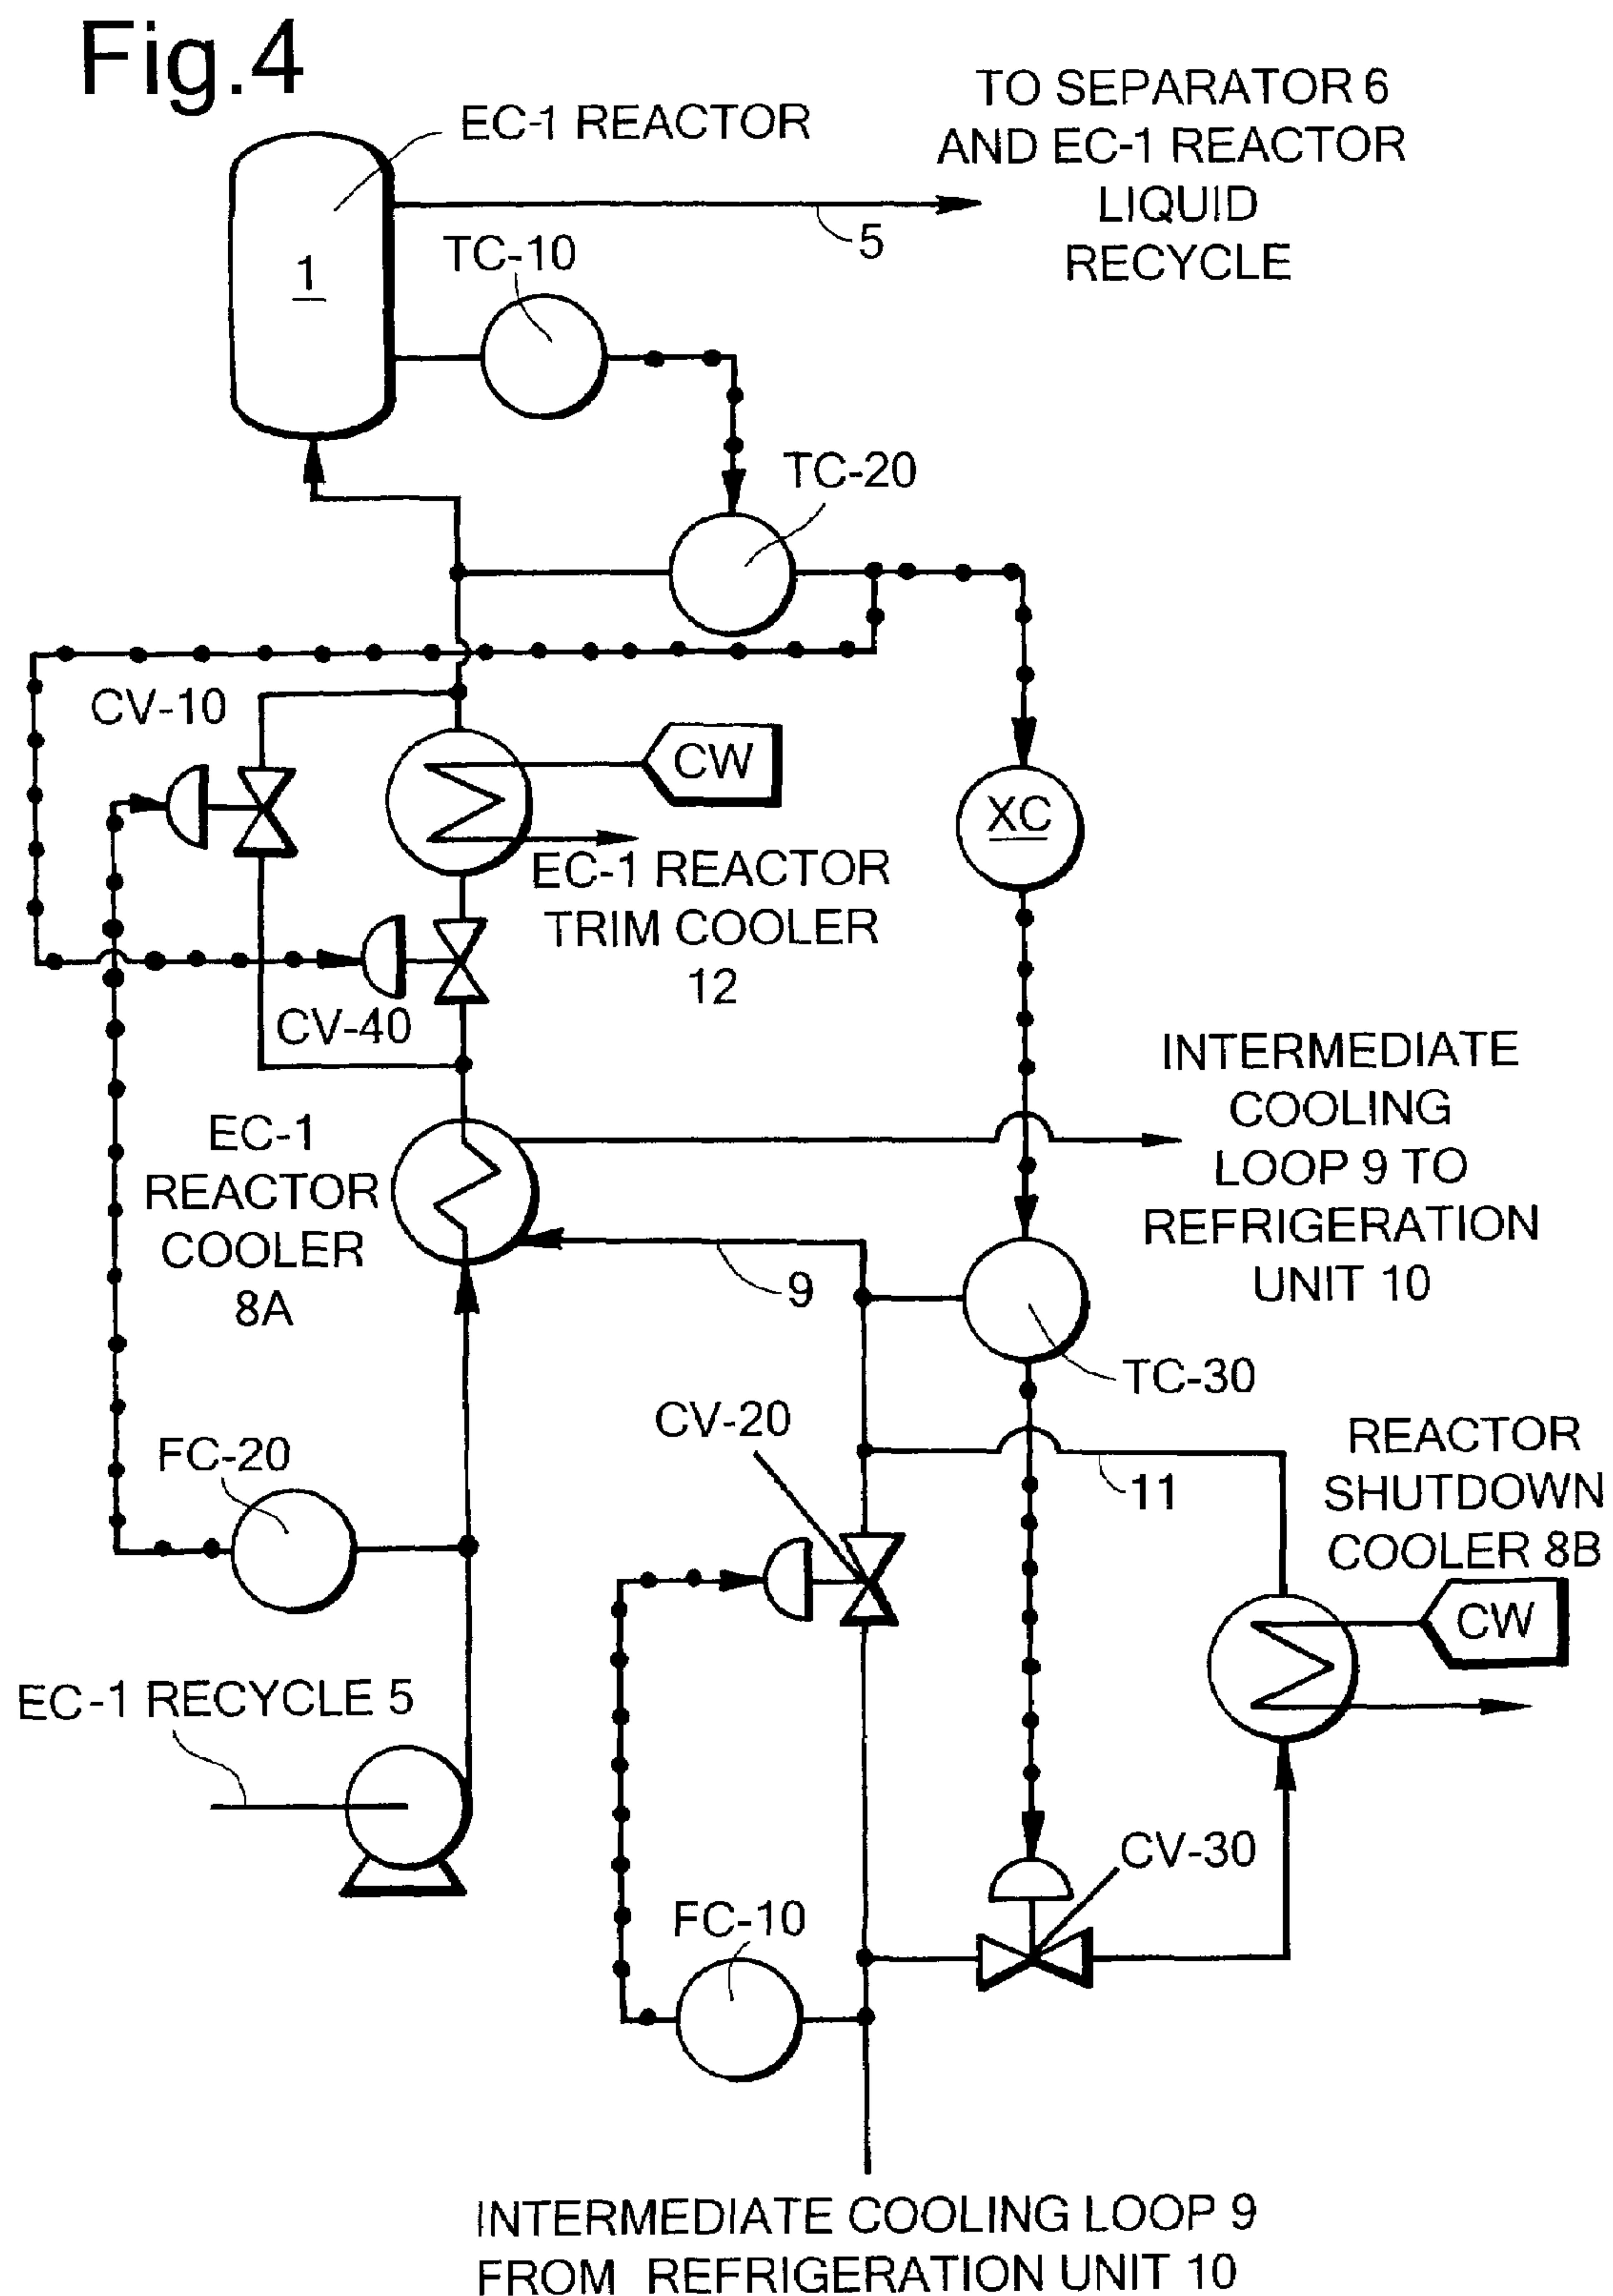 Fig.4
EC-1 REACTOR
TO SEPARATOR 6
AND EC-1 REACTOR
LIQUID
RECYCLE
5
1
TC-10
TC-20
CV-10
CW
XC
EC-1 REACTOR
TRIM COOLER
12
CV-40
INTERMEDIATE
COOLING
LOOP 9 TO
REFRIGERATION
UNIT 10
EC-1
REACTOR
COOLER
8A
9
TC-30
CV-20
REACTOR
SHUTDOWN
COOLER 8B
11
FC-20
CW
EC-1 RECYCLE 5
CV-30
FC-10
INTERMEDIATE COOLING LOOP 9
FROM REFRIGERATION UNIT 10